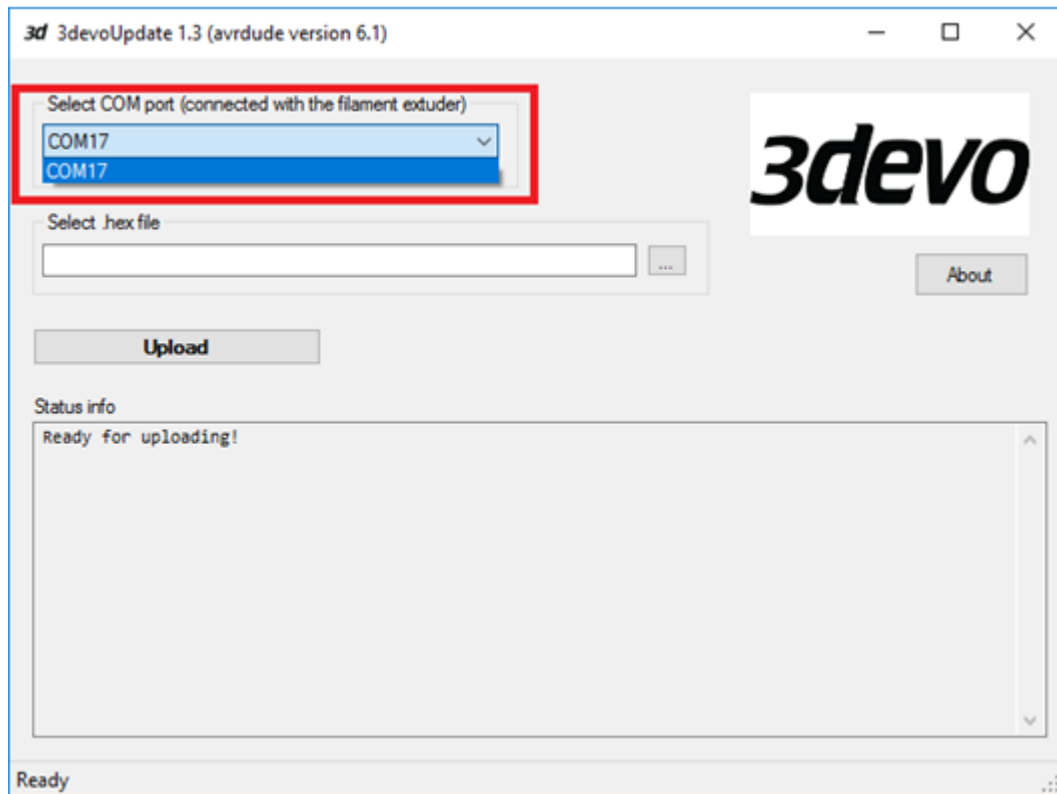 3d 3devoUpdate 1.3 (avrdude version 6.1)
Select COM port (connected with the filament extuder)
COM17
COM17
3devo
Select .hex file
...
About
Upload
Status info
Ready for uploading!
Ready